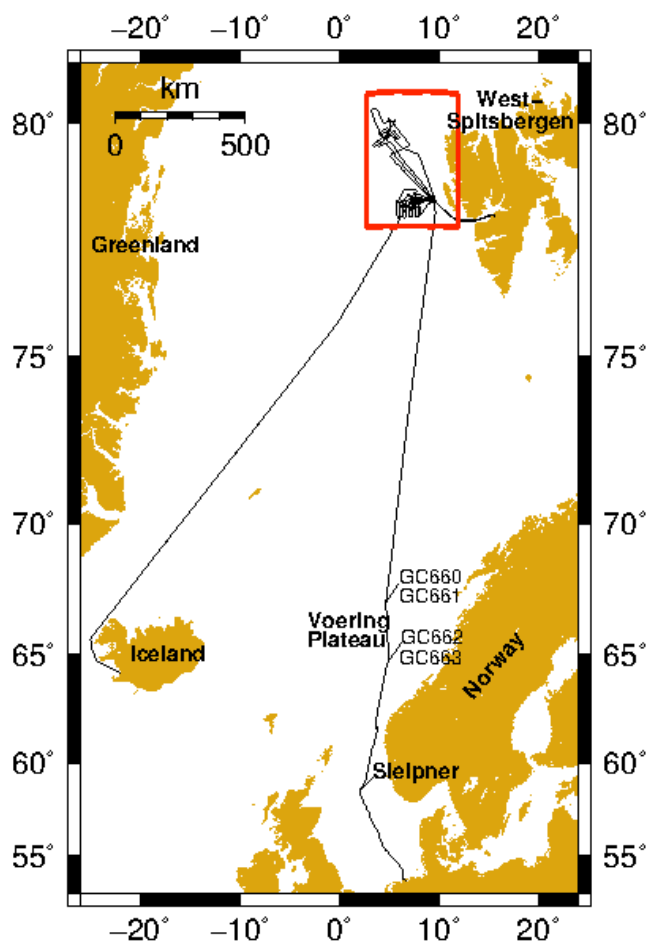 −20° −10° 0° 10° 20°
km
0 500
West−
Spitsbergen
80° 80°
Greenland
75° 75°
70° 70°
GC660
GC661
Voering
Plateau
GC662
GC663
65° 65°
Iceland
Norway
60° 60°
Sleipner
55° 55°
−20° −10° 0° 10° 20°